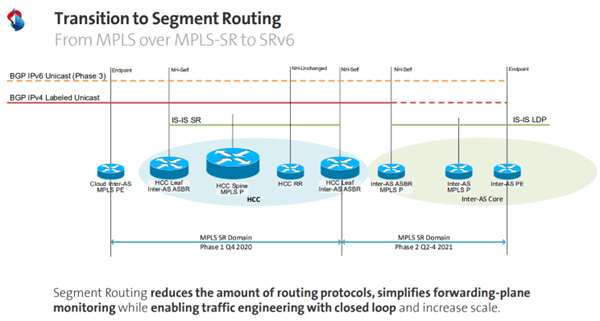 Transition to Segment Routing
From MPLS over MPLS-SR to SRv6
Endpoint
NH-Self
NH-Unchanged
NH-Self
NH-Self
Endpoint
BGP IPv6 Unicast (Phase 3)
BGP IPv4 Labeled Unicast
IS-IS SR
IS-IS LDP
Cloud Inter-AS
MPLS PE
HCC Leaf
Inter-AS ASBR
HCC Spine
MPLS P
HCC
HCC RR
HCC Leaf
Inter-AS ASBR
Inter-AS ASBR
MPLS P
Inter-AS
MPLS P
Inter-AS PE
Inter-AS Core
MPLS SR Domain
Phase 1 Q4 2020
MPLS SR Domain
Phase 2 Q2-4 2021
Segment Routing reduces the amount of routing protocols, simplifies forwarding-plane
monitoring while enabling traffic engineering with closed loop and increase scale.